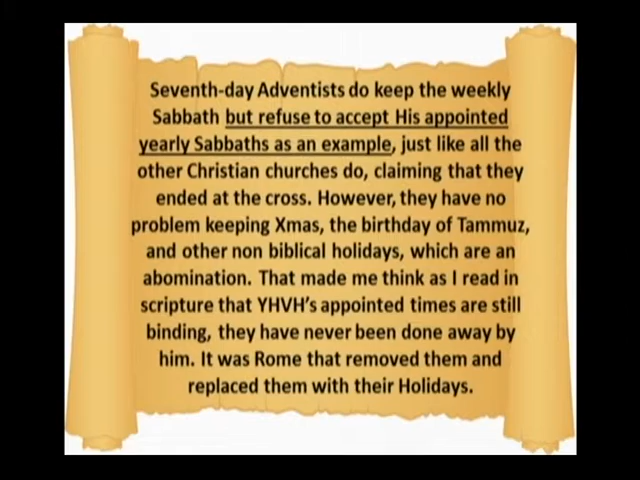 Seventh-day Adventists do keep the weekly
Sabbath but refuse to accept His appointed
yearly Sabbaths as an example, just like all the
other Christian churches do, claiming that they
ended at the cross. However, they have no
problem keeping Xmas, the birthday of Tammuz,
and other non biblical holidays, which are an
abomination. That made me think as I read in
scripture that YHVH's appointed times are still
binding, they have never been done away by
him. It was Rome that removed them and
replaced them with their Holidays.